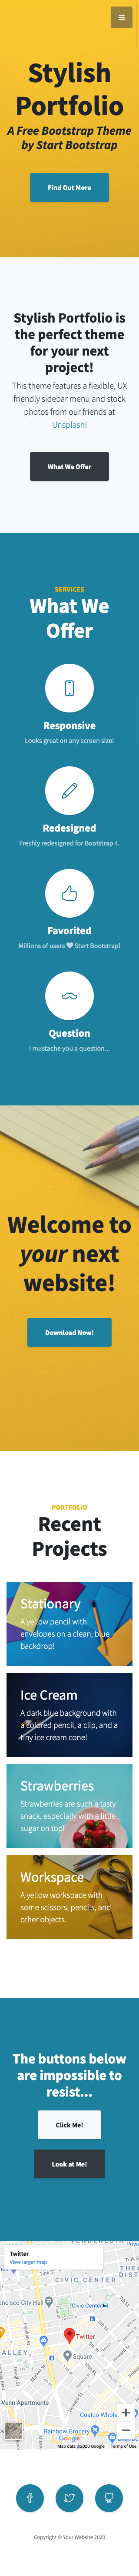 Stylish
Portfolio
A Free Bootstrap Theme
by Start Bootstrap
Find Out More
Stylish Portfolio is
the perfect theme
for your next
project!
This theme features a flexible, UX
friendly sidebar menu and stock
photos from our friends at
Unsplash!
What We Offer
SERVICES
What We
Offer
Responsive
Looks great on any screen size!
Redesigned
Freshly redesigned for Bootstrap 4.
Favorited
Millions of users Start Bootstrap!
Question
I mustache you a question...
Welcome to
your next
website!
Download Now!
PORTFOLIO
Recent
Projects
Stationary
A yellow pencil with
envelopes on a clean, blue
backdrop!
Ice Cream
A dark blue background with
a colored pencil, a clip, and a
tiny ice cream cone!
Strawberries
Strawberries are such a tasty
snack, especially with a little
sugar on top!
Workspace
A yellow workspace with
some scissors, pencils, and
other objects.
The buttons below
are impossible to
resist...
Click Me!
Look at Me!
Twitter
View larger map
CIVIC CENTER
DIST
ALLEY
Civic Center
Twitter
Square
Venn Apartments
ncisco City Hall
Costco Whole
Rainbow Grocery
Google
Map data ©2020 Google
Terms of Use
Copyright © Your Website 2020